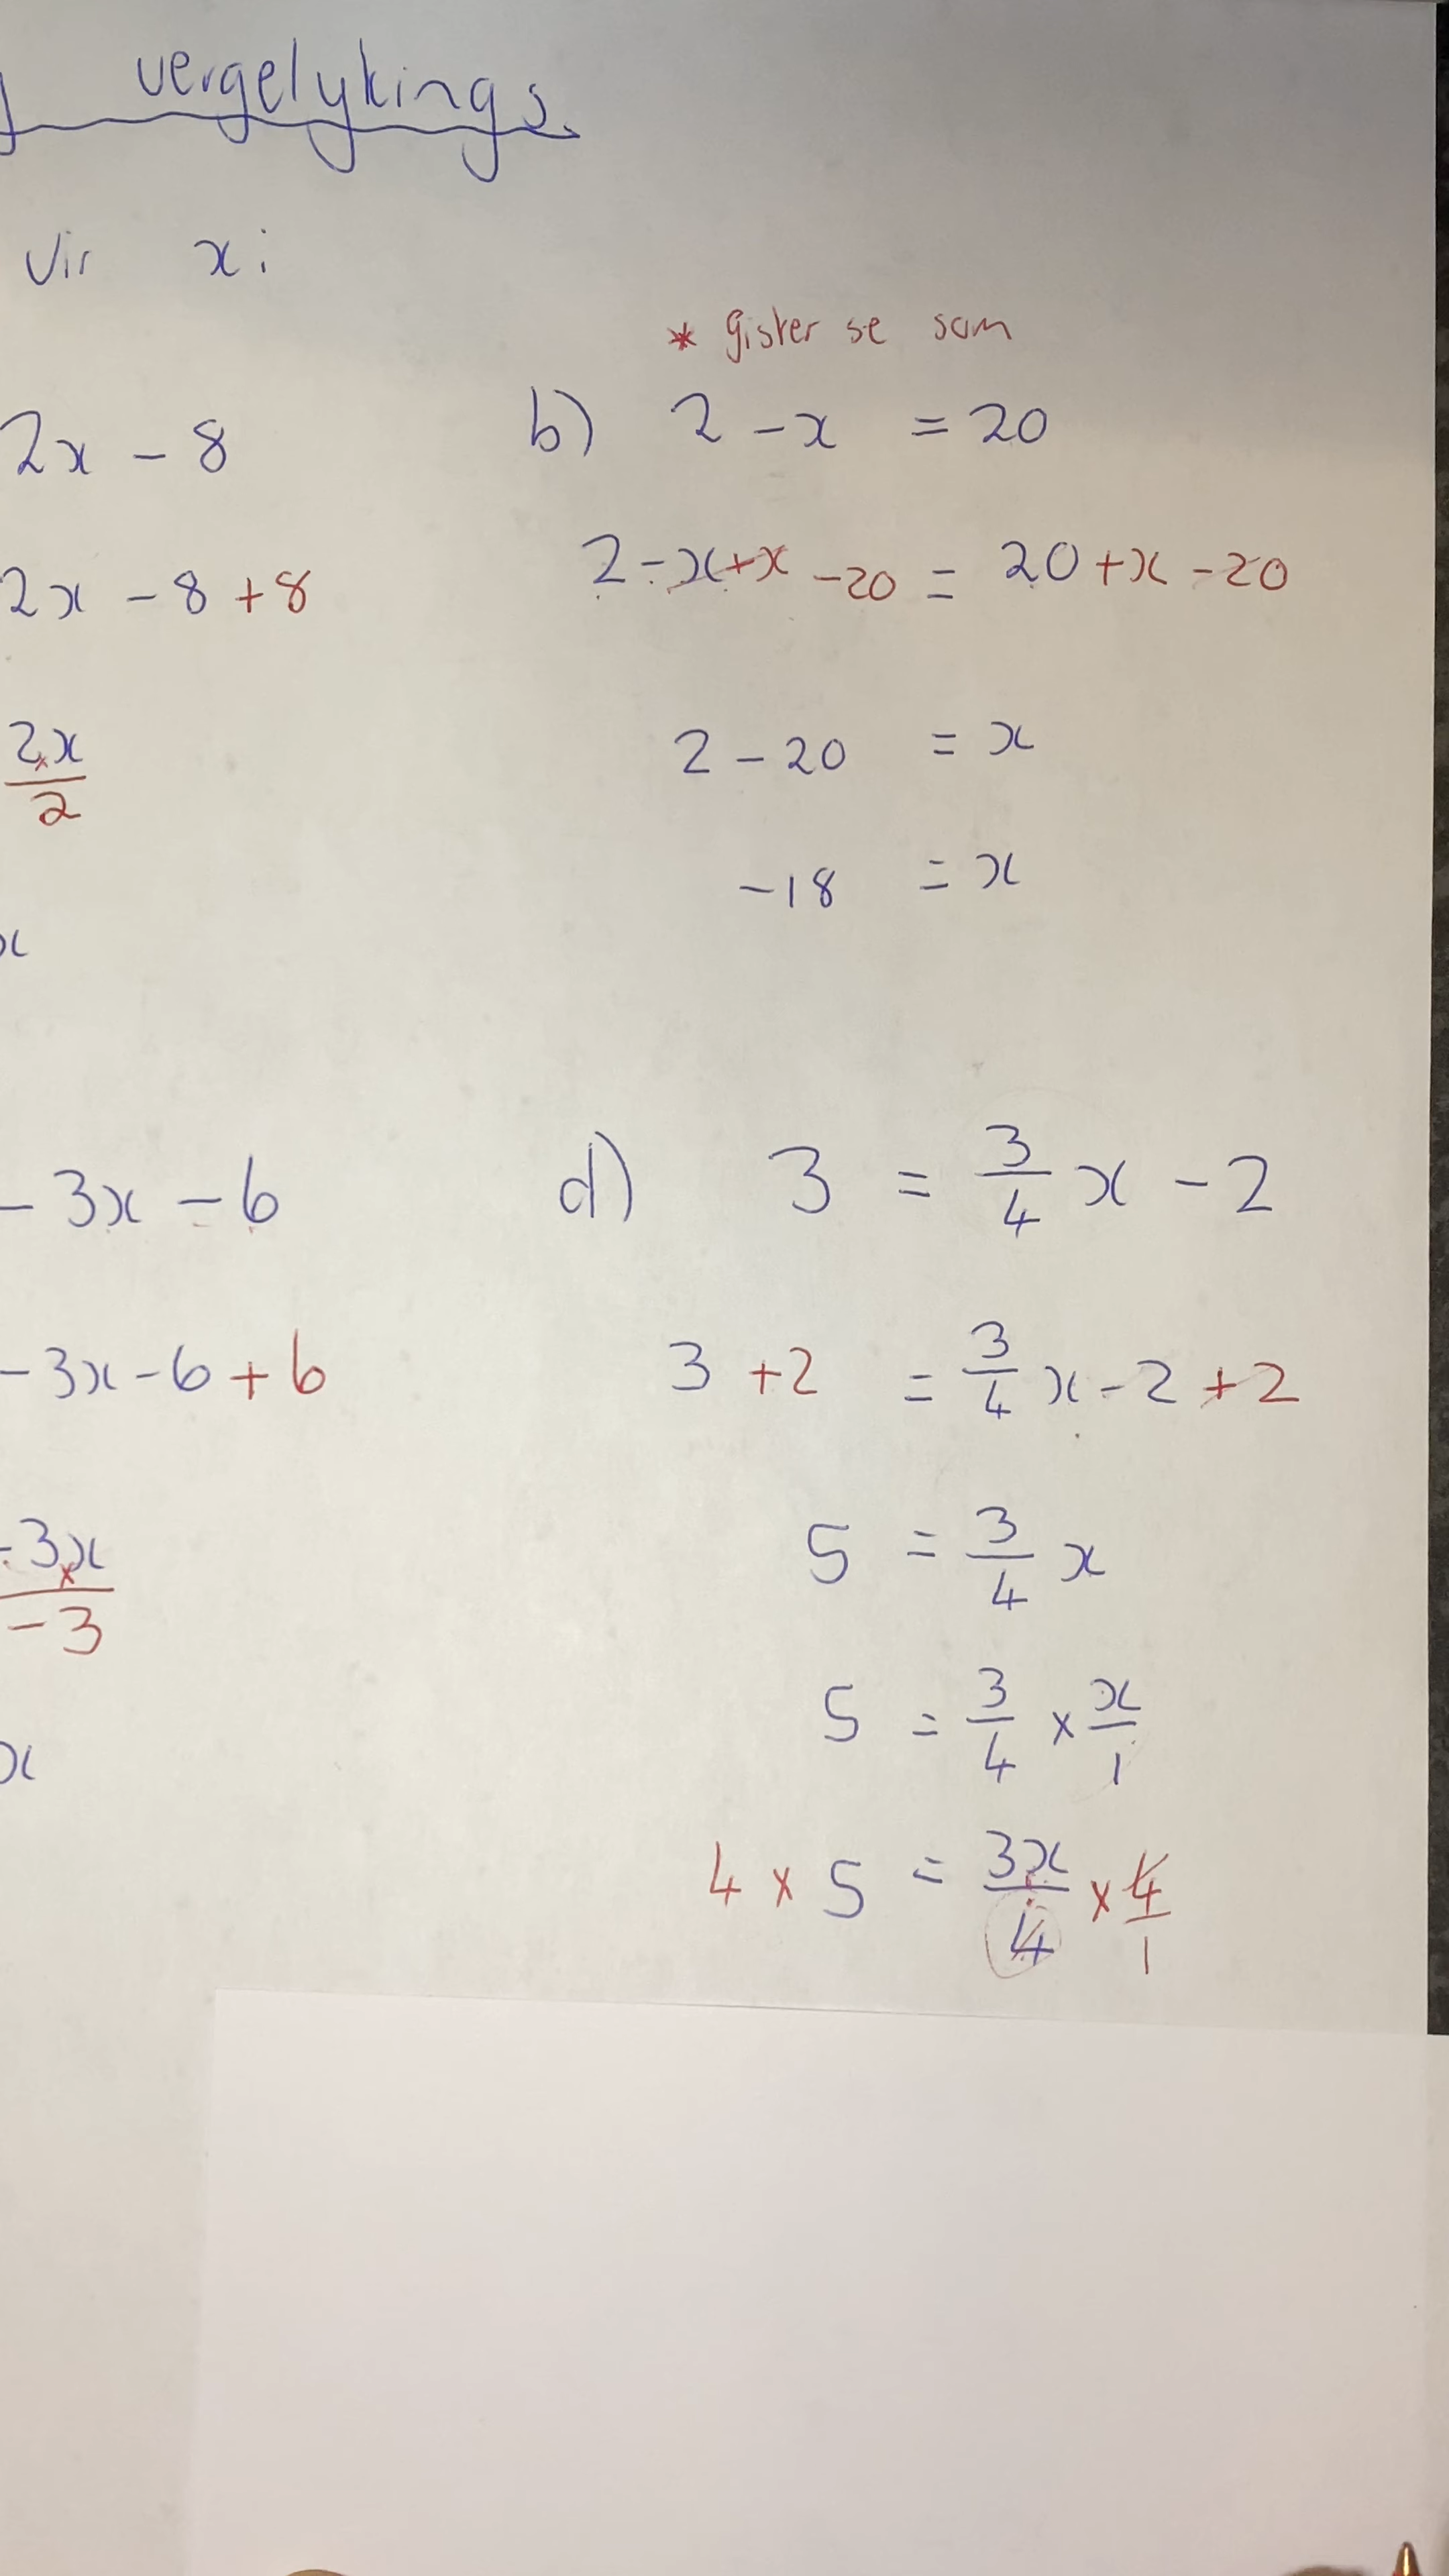 vergelykings
vir x:
2x - 8
2x - 8 + 8
2x
2
x
- 3x - 6
- 3x - 6 + 6
-3x
-3
x
* gister se som
b) 2 - x = 20
2 - x + x - 20 = 20 + x - 20
2 - 20 = x
-18 = x
d) 3 = 3/4 x - 2
3 + 2 = 3/4 x - 2 + 2
5 = 3/4 x
5 = 3/4 × x/1
4 × 5 = 3x/4 × 4/1